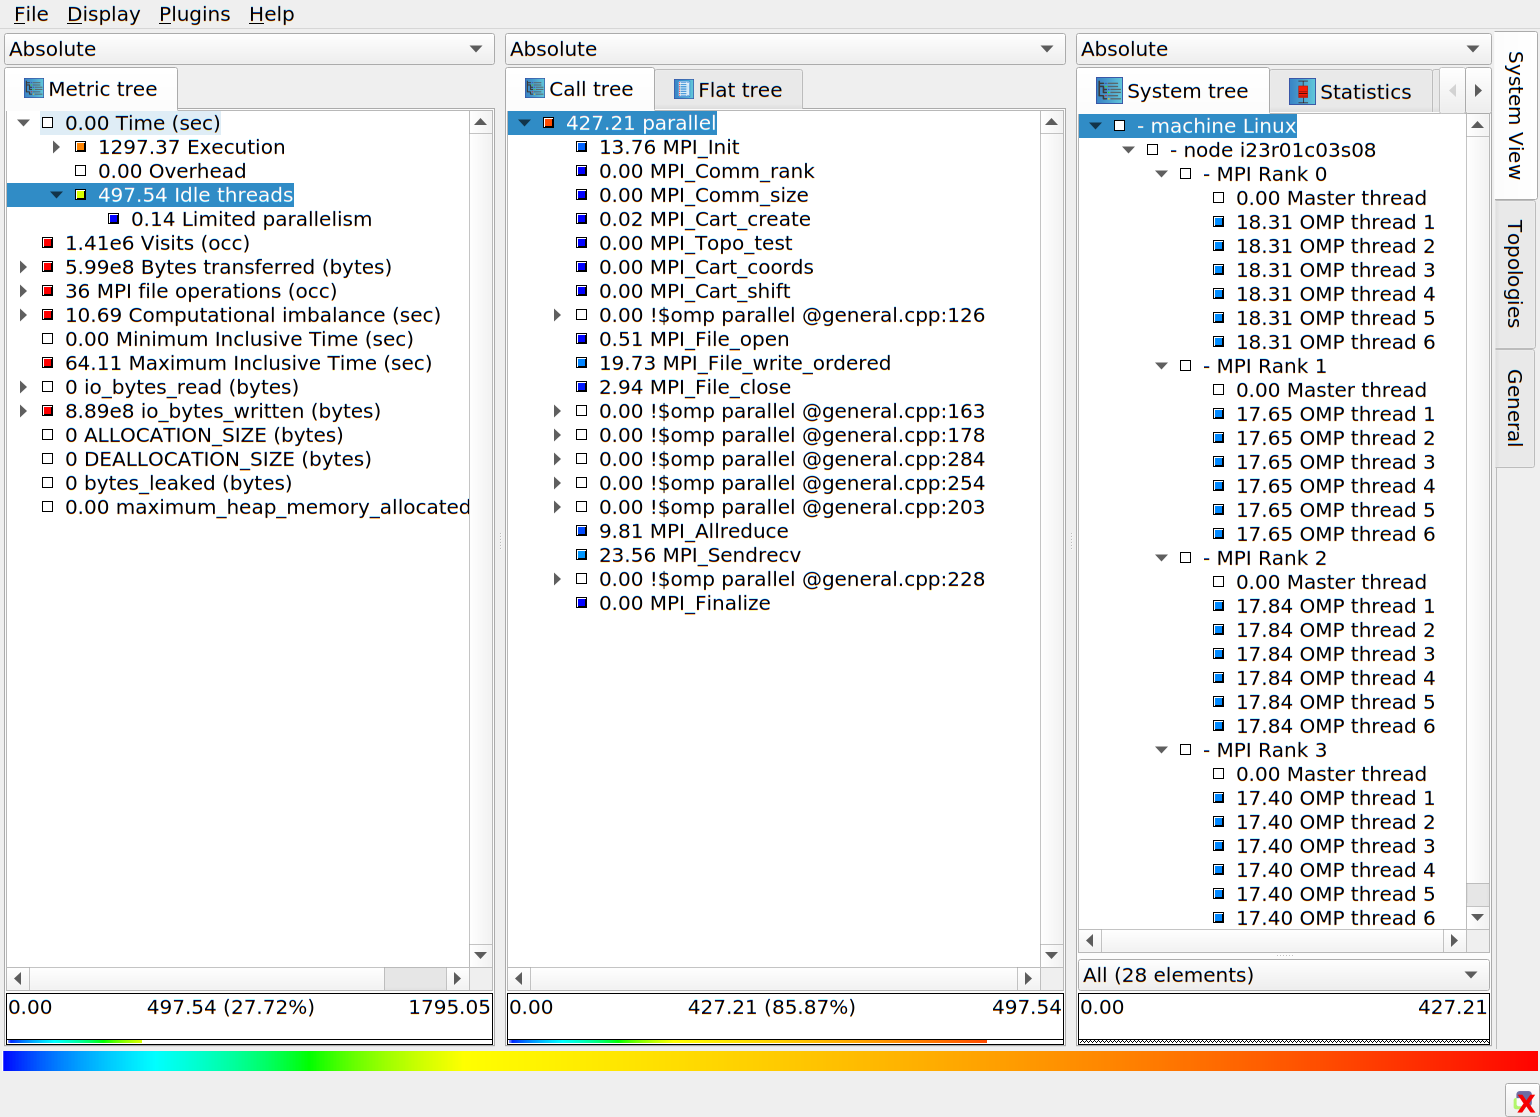 File Display Plugins Help
Absolute
Metric tree
0.00 Time (sec)
1297.37 Execution
0.00 Overhead
497.54 Idle threads
0.14 Limited parallelism
1.41e6 Visits (occ)
5.99e8 Bytes transferred (bytes)
36 MPI file operations (occ)
10.69 Computational imbalance (sec)
0.00 Minimum Inclusive Time (sec)
64.11 Maximum Inclusive Time (sec)
0 io_bytes_read (bytes)
8.89e8 io_bytes_written (bytes)
0 ALLOCATION_SIZE (bytes)
0 DEALLOCATION_SIZE (bytes)
0 bytes_leaked (bytes)
0.00 maximum_heap_memory_allocated
0.00 497.54 (27.72%) 1795.05
Absolute
Call tree Flat tree
427.21 parallel
13.76 MPI_Init
0.00 MPI_Comm_rank
0.00 MPI_Comm_size
0.02 MPI_Cart_create
0.00 MPI_Topo_test
0.00 MPI_Cart_coords
0.00 MPI_Cart_shift
0.00 !$omp parallel @general.cpp:126
0.51 MPI_File_open
19.73 MPI_File_write_ordered
2.94 MPI_File_close
0.00 !$omp parallel @general.cpp:163
0.00 !$omp parallel @general.cpp:178
0.00 !$omp parallel @general.cpp:284
0.00 !$omp parallel @general.cpp:254
0.00 !$omp parallel @general.cpp:203
9.81 MPI_Allreduce
23.56 MPI_Sendrecv
0.00 !$omp parallel @general.cpp:228
0.00 MPI_Finalize
0.00 427.21 (85.87%) 497.54
Absolute
System tree Statistics
- machine Linux
- node i23r01c03s08
- MPI Rank 0
0.00 Master thread
18.31 OMP thread 1
18.31 OMP thread 2
18.31 OMP thread 3
18.31 OMP thread 4
18.31 OMP thread 5
18.31 OMP thread 6
- MPI Rank 1
0.00 Master thread
17.65 OMP thread 1
17.65 OMP thread 2
17.65 OMP thread 3
17.65 OMP thread 4
17.65 OMP thread 5
17.65 OMP thread 6
- MPI Rank 2
0.00 Master thread
17.84 OMP thread 1
17.84 OMP thread 2
17.84 OMP thread 3
17.84 OMP thread 4
17.84 OMP thread 5
17.84 OMP thread 6
- MPI Rank 3
0.00 Master thread
17.40 OMP thread 1
17.40 OMP thread 2
17.40 OMP thread 3
17.40 OMP thread 4
17.40 OMP thread 5
17.40 OMP thread 6
All (28 elements)
0.00 427.21
System View
Topologies
General